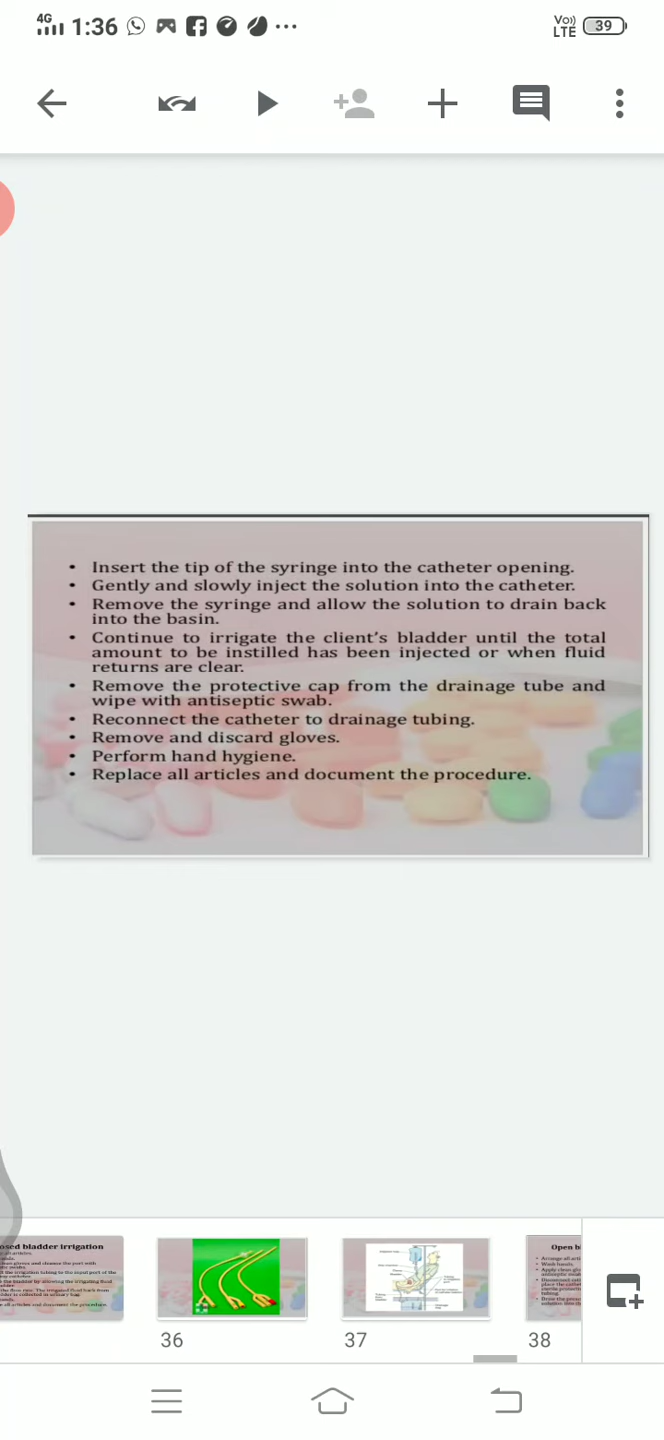 4G 1:36 ... Vo)) LTE 39
• Insert the tip of the syringe into the catheter opening.
• Gently and slowly inject the solution into the catheter.
• Remove the syringe and allow the solution to drain back
into the basin.
• Continue to irrigate the client's bladder until the total
amount to be instilled has been injected or when fluid
returns are clear.
• Remove the protective cap from the drainage tube and
wipe with antiseptic swab.
• Reconnect the catheter to drainage tubing.
• Remove and discard gloves.
• Perform hand hygiene.
• Replace all articles and document the procedure.
osed bladder irrigation
Open b
36
37
38